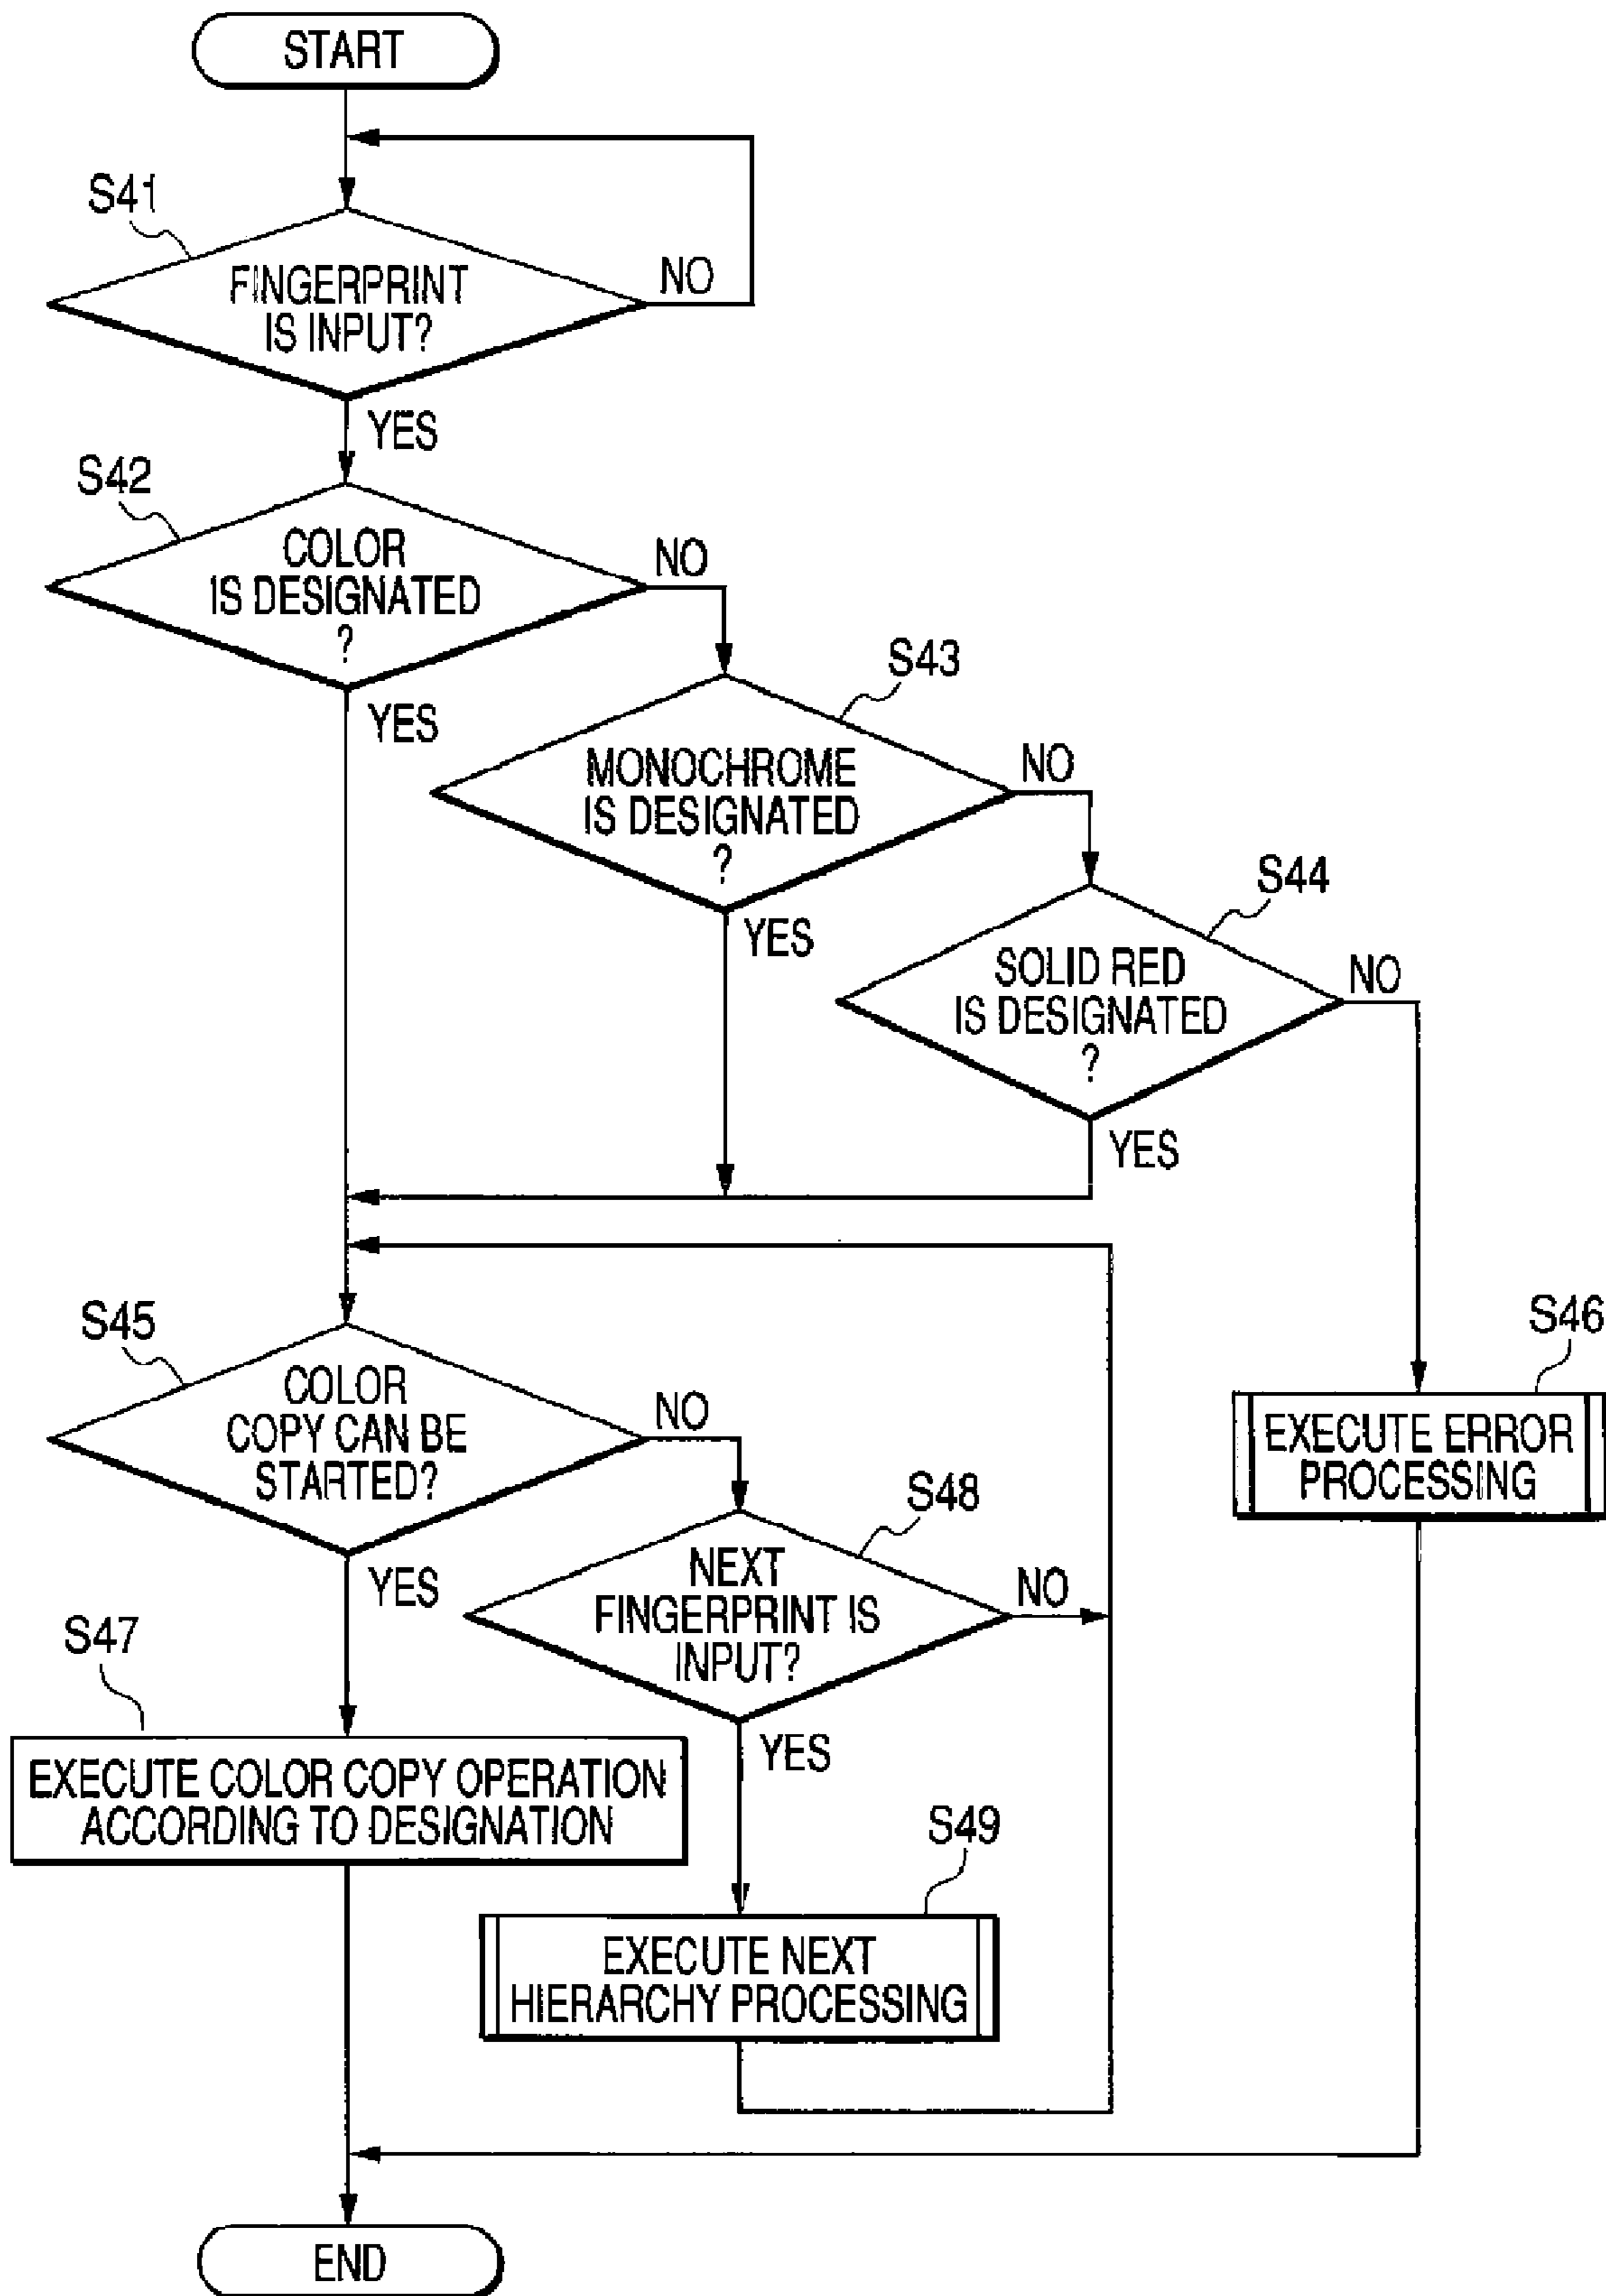 START
S41
FINGERPRINT
IS INPUT?
NO
YES
S42
COLOR
IS DESIGNATED
?
NO
YES
S43
MONOCHROME
IS DESIGNATED
?
NO
YES
S44
SOLID RED
IS DESIGNATED
?
NO
YES
S45
COLOR
COPY CAN BE
STARTED?
NO
YES
S46
EXECUTE ERROR
PROCESSING
S48
NEXT
FINGERPRINT IS
INPUT?
NO
YES
S47
EXECUTE COLOR COPY OPERATION
ACCORDING TO DESIGNATION
S49
EXECUTE NEXT
HIERARCHY PROCESSING
END